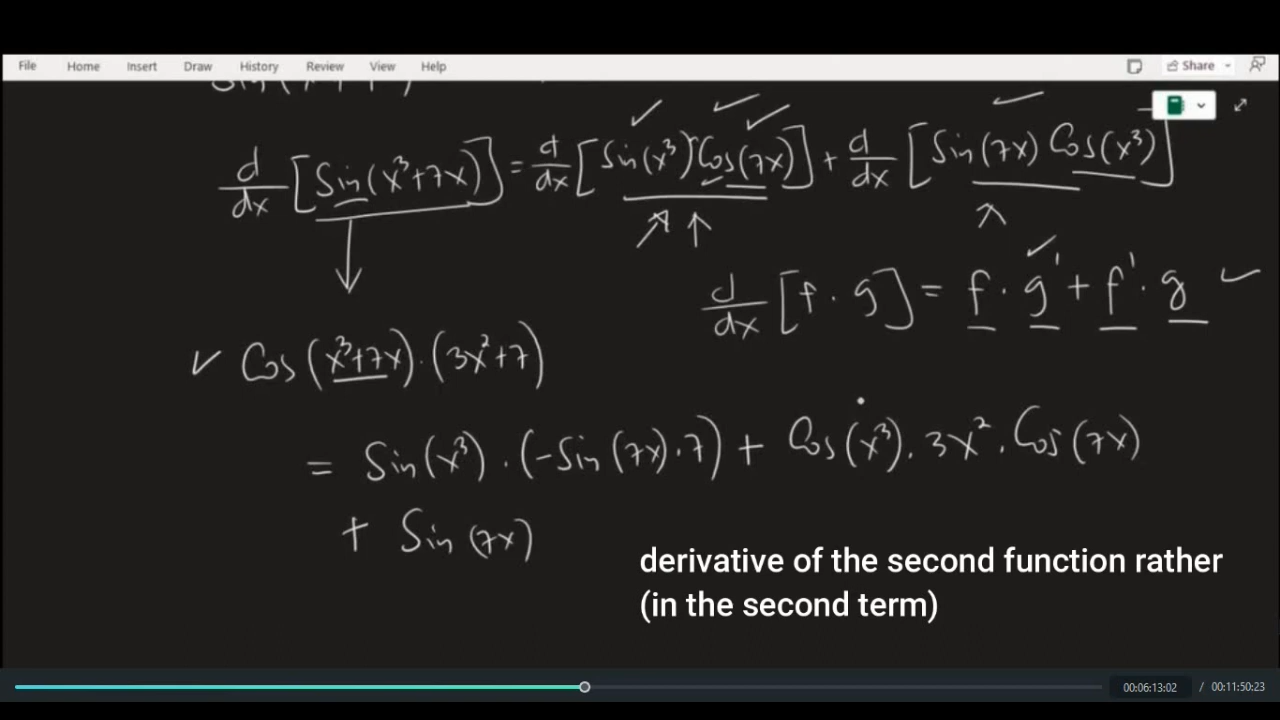 File Home Insert Draw History Review View Help Share
d/dx [Sin(x³+7x)] = d/dx [Sin(x³) Cos(7x)] + d/dx [Sin(7x) Cos(x³)]
d/dx [f · g] = f · g' + f' · g
Cos(x³+7x) · (3x²+7)
= Sin(x³) · (-Sin(7x) · 7) + Cos(x³) · 3x² · Cos(7x)
+ Sin(7x)
derivative of the second function rather
(in the second term)
00:06:13:02 / 00:11:50:23